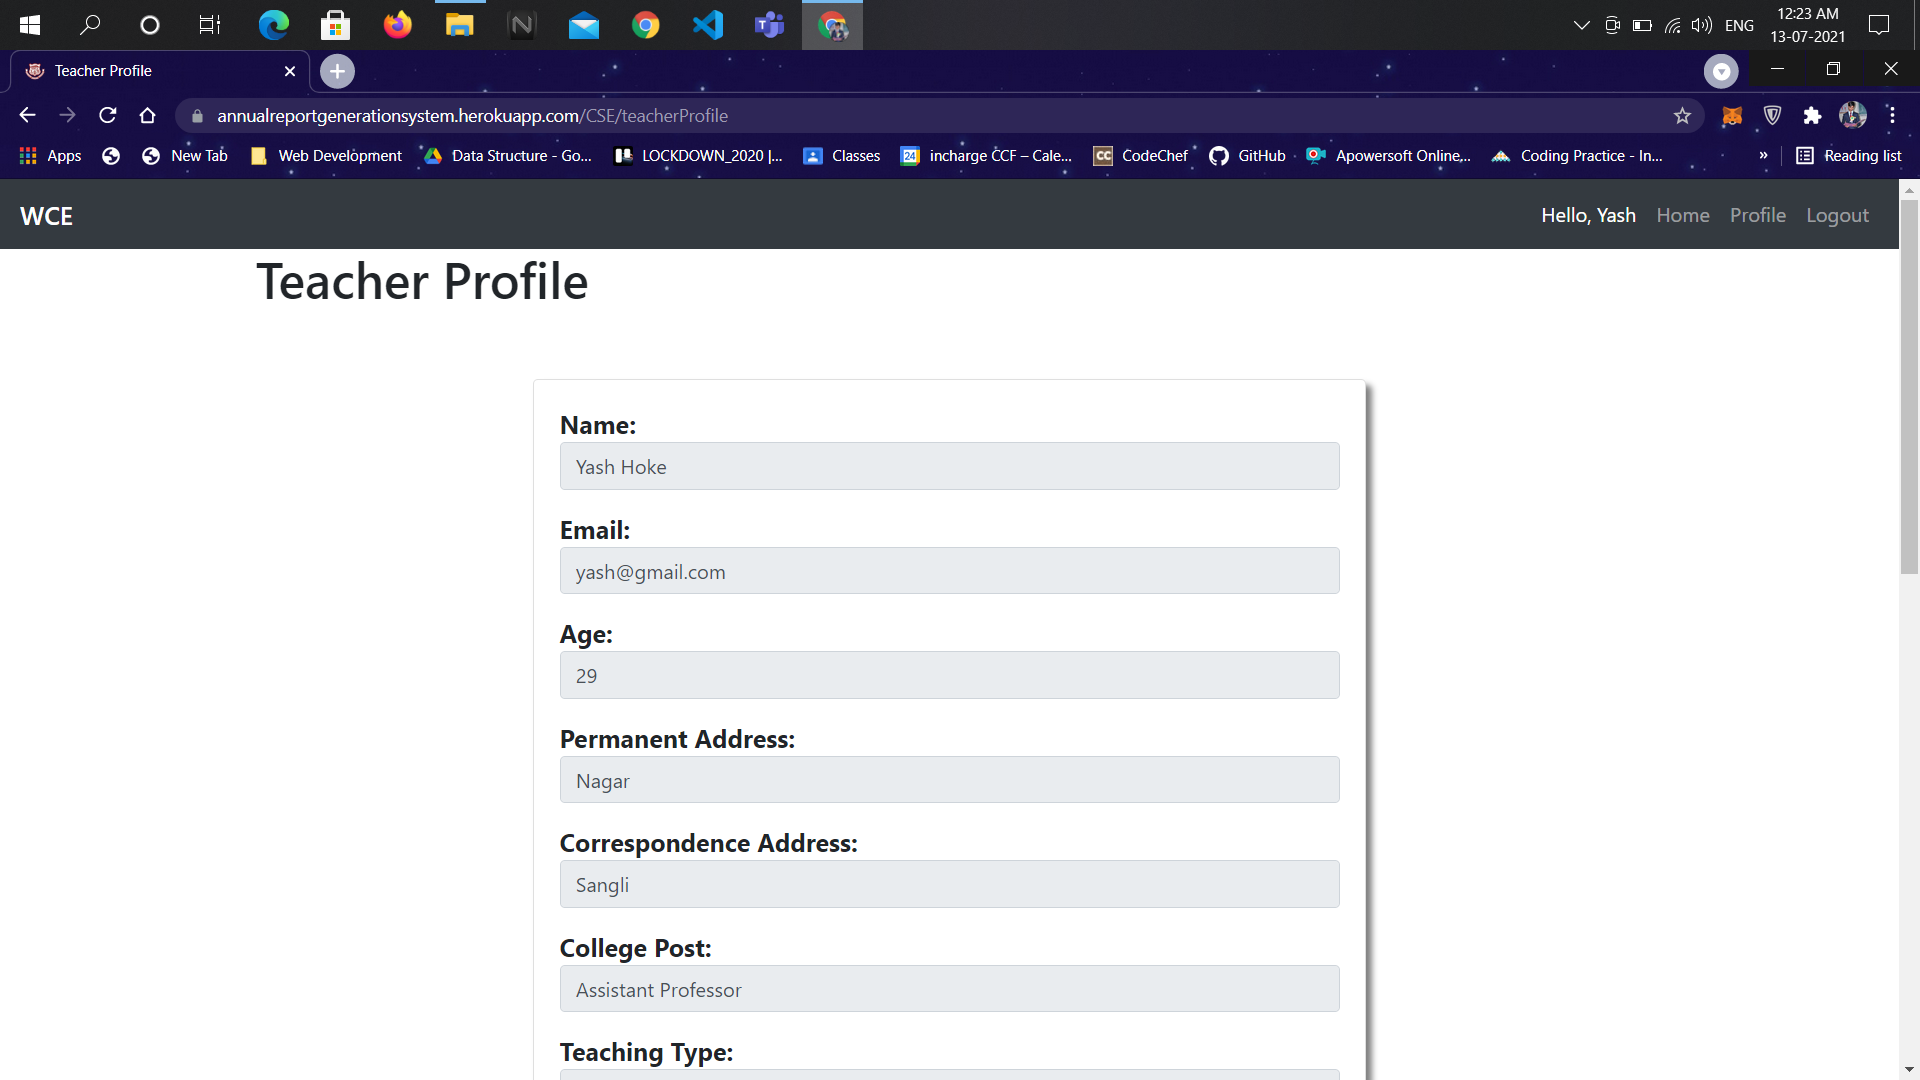 ENG
12:23 AM
13-07-2021
Teacher Profile
annualreportgenerationsystem.herokuapp.com/CSE/teacherProfile
Apps
New Tab
Web Development
Data Structure - Go...
LOCKDOWN_2020 |...
Classes
24
incharge CCF – Cale...
CC
CodeChef
GitHub
Apowersoft Online,...
Coding Practice - In...
»
Reading list
WCE
Hello, Yash
Home
Profile
Logout
Teacher Profile
Name:
Yash Hoke
Email:
yash@gmail.com
Age:
29
Permanent Address:
Nagar
Correspondence Address:
Sangli
College Post:
Assistant Professor
Teaching Type: